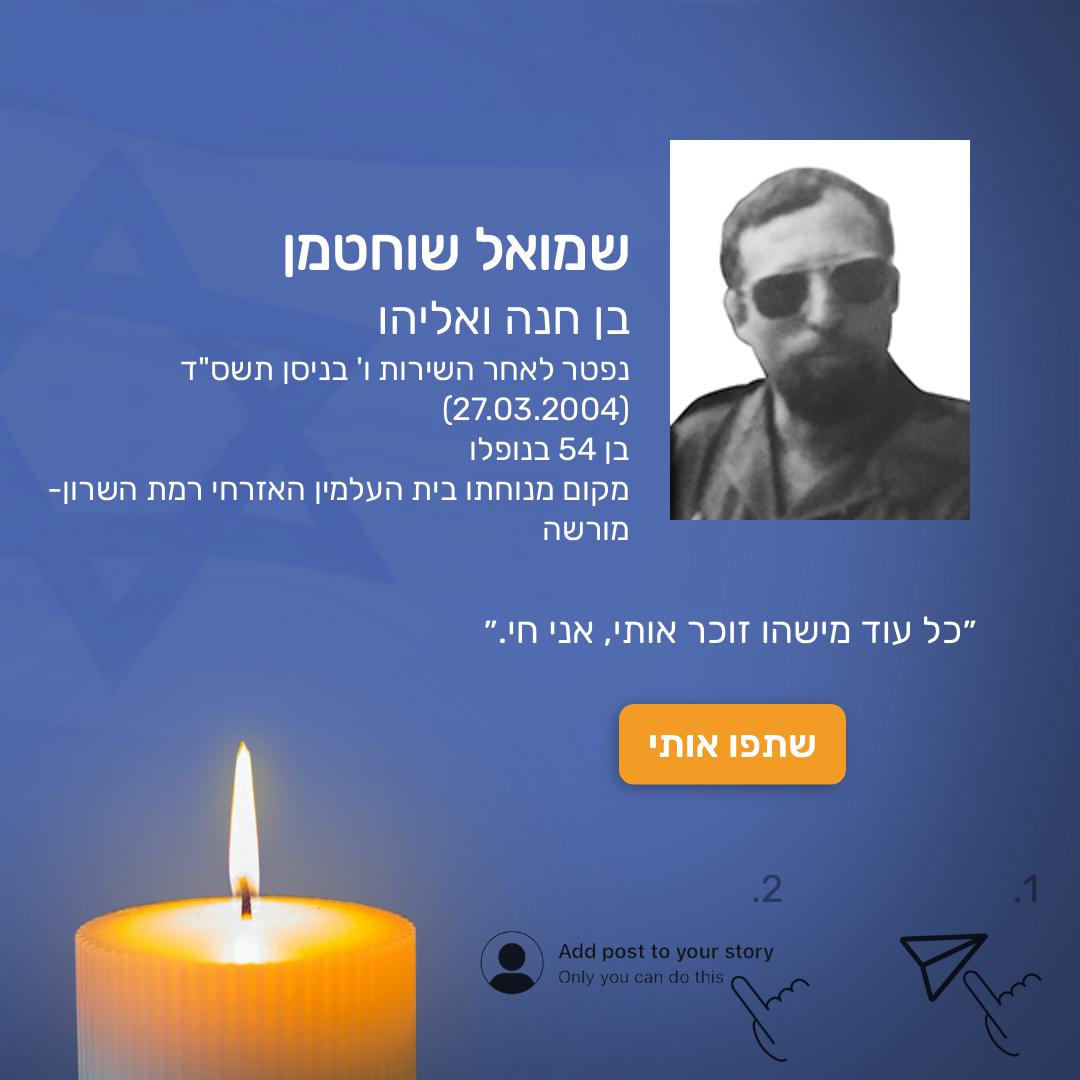 שמואל שוחטמן
בן חנה ואליהו
נפטר לאחר השירות ו' בניסן תשס"ד
(27.03.2004)
בן 54 בנופלו
מקום מנוחתו בית העלמין האזרחי רמת השרון-
מורשה
״כל עוד מישהו זוכר אותי, אני חי.״
שתפו אותי
.1
.2
Add post to your story
Only you can do this